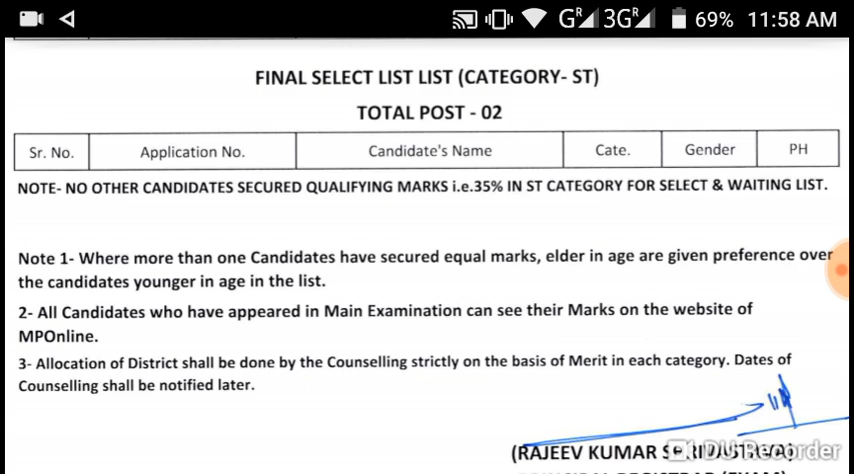 G R 3G R 69% 11:58 AM
FINAL SELECT LIST LIST (CATEGORY- ST)
TOTAL POST - 02
Sr. No. Application No. Candidate's Name Cate. Gender PH
NOTE- NO OTHER CANDIDATES SECURED QUALIFYING MARKS i.e.35% IN ST CATEGORY FOR SELECT & WAITING LIST.
Note 1- Where more than one Candidates have secured equal marks, elder in age are given preference over
the candidates younger in age in the list.
2- All Candidates who have appeared in Main Examination can see their Marks on the website of
MPOnline.
3- Allocation of District shall be done by the Counselling strictly on the basis of Merit in each category. Dates of
Counselling shall be notified later.
(RAJEEV KUMAR SHRIVASTAVA)
DU Recorder